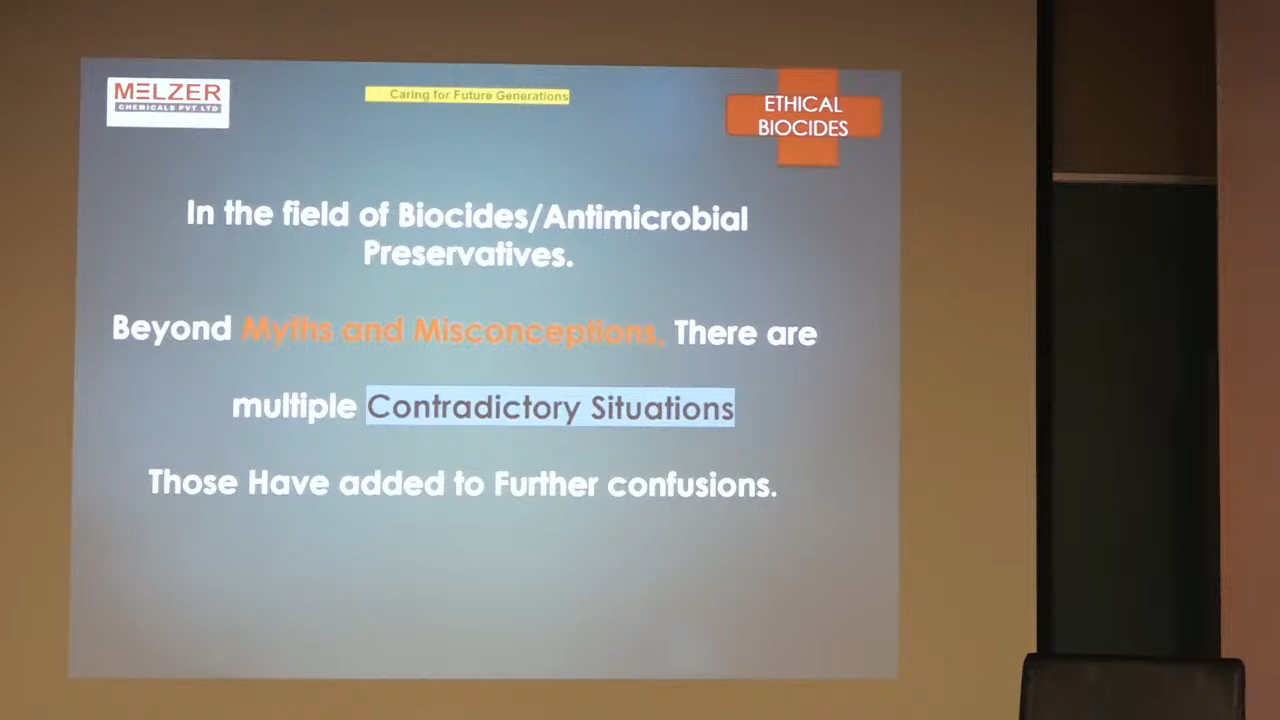 MELZER
CHEMICALS PVT LTD
Caring for Future Generations
ETHICAL
BIOCIDES
In the field of Biocides/Antimicrobial
Preservatives.
Beyond Myths and Misconceptions. There are
multiple Contradictory Situations
Those Have added to Further confusions.